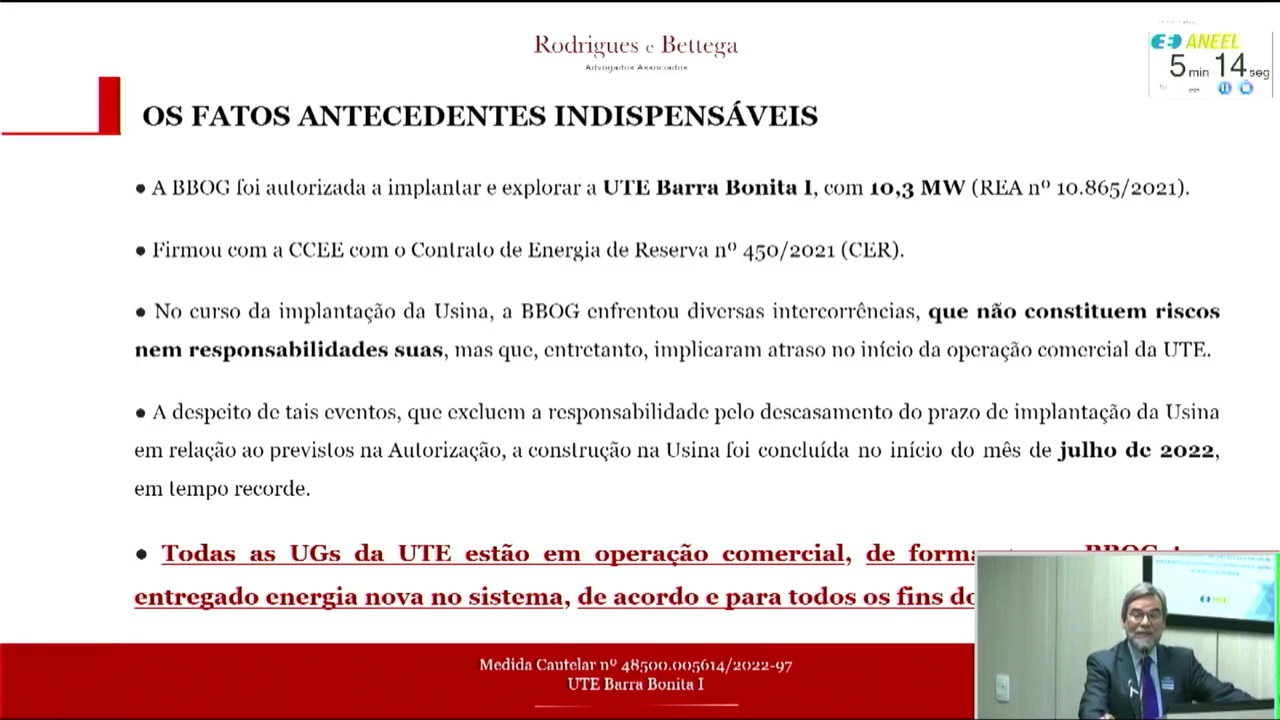 Rodrigues e Bettega
Advogados Associados
ANEEL
5 min 14 seg
10 min
OS FATOS ANTECEDENTES INDISPENSÁVEIS
● A BBOG foi autorizada a implantar e explorar a UTE Barra Bonita I, com 10,3 MW (REA nº 10.865/2021).
● Firmou com a CCEE com o Contrato de Energia de Reserva nº 450/2021 (CER).
● No curso da implantação da Usina, a BBOG enfrentou diversas intercorrências, que não constituem riscos
nem responsabilidades suas, mas que, entretanto, implicaram atraso no início da operação comercial da UTE.
● A despeito de tais eventos, que excluem a responsabilidade pelo descasamento do prazo de implantação da Usina
em relação ao previstos na Autorização, a construção na Usina foi concluída no início do mês de julho de 2022,
em tempo recorde.
● Todas as UGs da UTE estão em operação comercial, de forma BBOG
entregado energia nova no sistema, de acordo e para todos os fins do
Medida Cautelar nº 48500.005614/2022-97
UTE Barra Bonita I